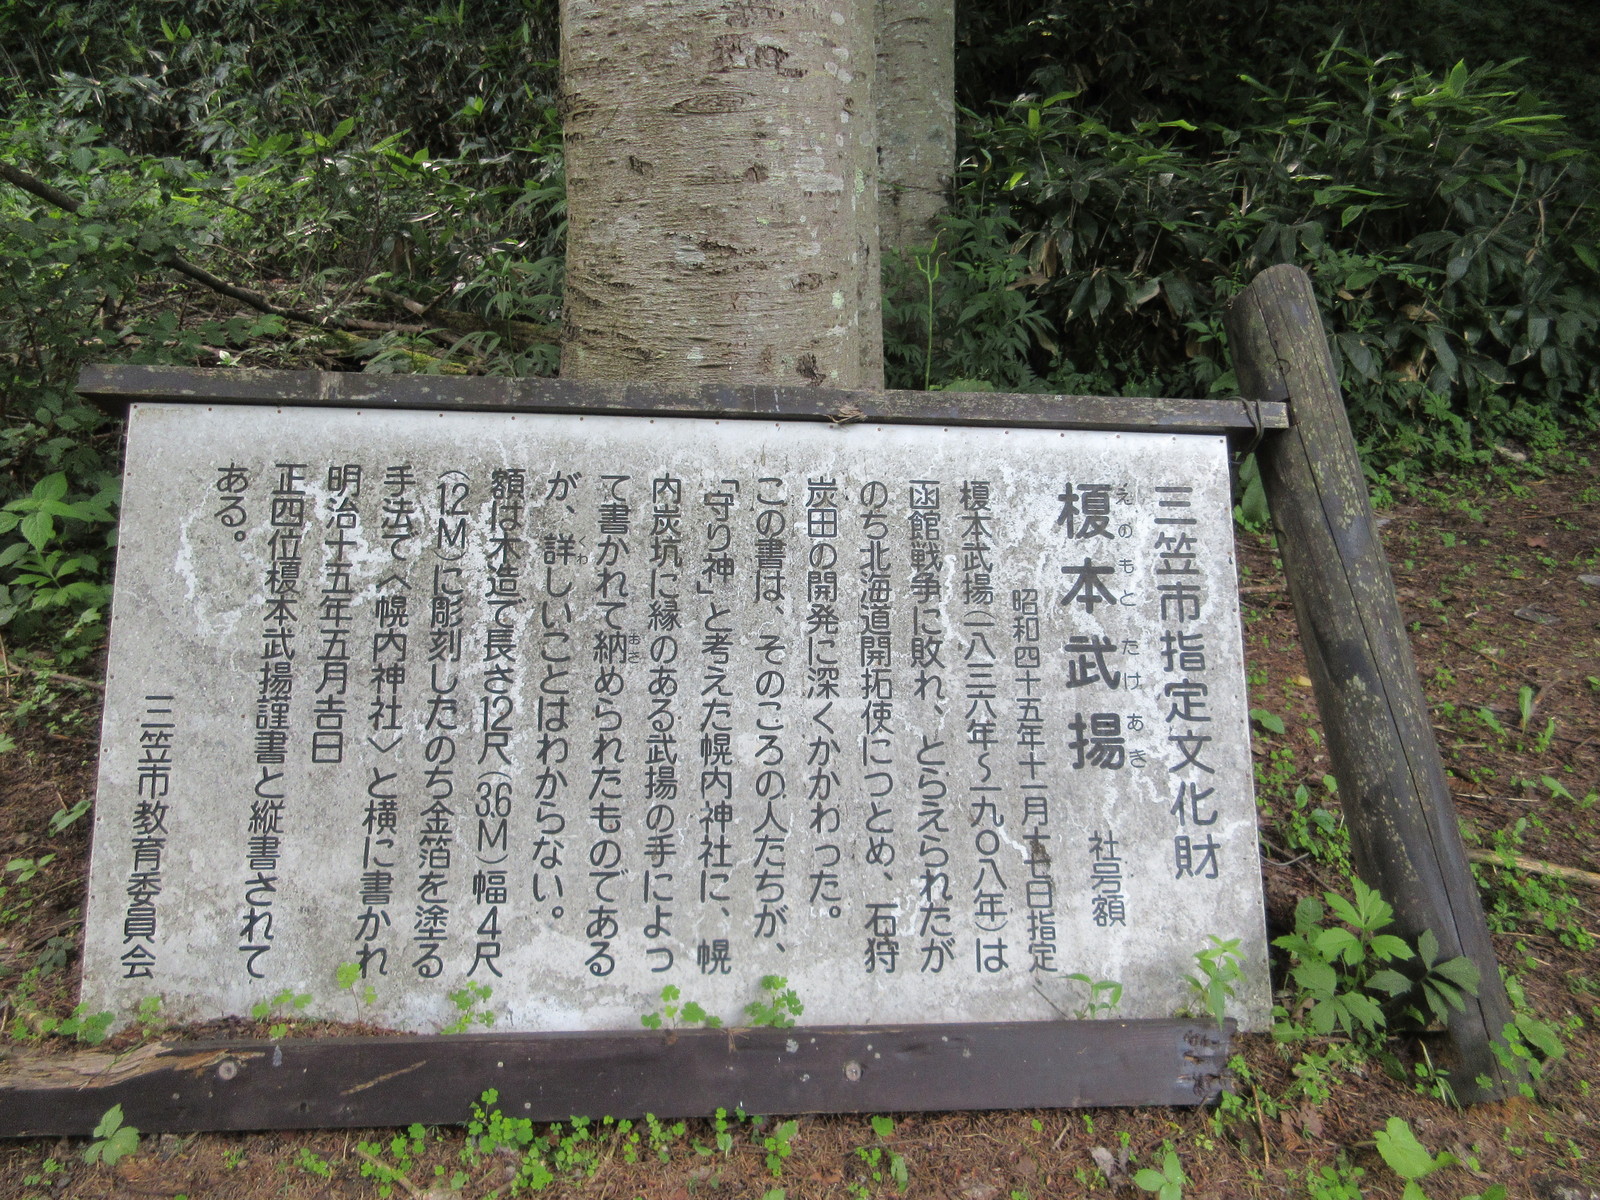 三笠市指定文化財
榎本武揚 社号額
えのもとたけあき
昭和四十五年十一月十七日指定
榎本武揚(一八三六年～一九〇八年)は
函館戦争に敗れ、とらえられたが
のち北海道開拓使につとめ、石狩
炭田の開発に深くかかわった。
この書は、そのころの人たちが、
「守り神」と考えた幌内神社に、幌
内炭坑に縁のある武揚の手によっ
て書かれて納められたものである
おさ
が、詳しいことはわからない。
くわ
額は木造で長さ12尺(3.6M)幅4尺
(1.2M)に彫刻したのち金箔を塗る
手法で〈幌内神社〉と横に書かれ
明治十五年五月吉日
正四位榎本武揚謹書と縦書されて
ある。
三笠市教育委員会